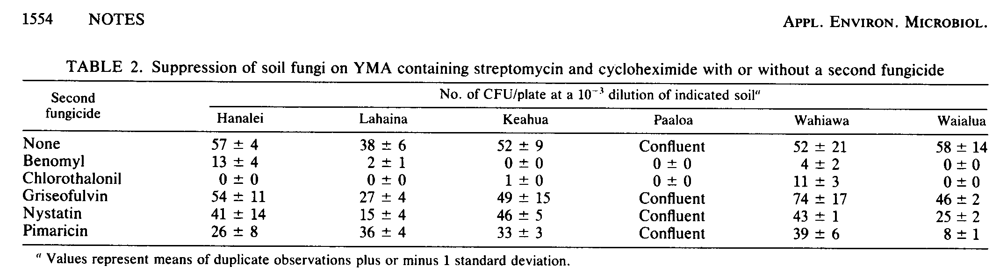 1554 NOTES APPL. ENVIRON. MICROBIOL.
TABLE 2. Suppression of soil fungi on YMA containing streptomycin and cycloheximide with or without a second fungicide
Second fungicide No. of CFU/plate at a 10⁻³ dilution of indicated soilᵃ
Hanalei Lahaina Keahua Paaloa Wahiawa Waialua
None 57 ± 4 38 ± 6 52 ± 9 Confluent 52 ± 21 58 ± 14
Benomyl 13 ± 4 2 ± 1 0 ± 0 0 ± 0 4 ± 2 0 ± 0
Chlorothalonil 0 ± 0 0 ± 0 1 ± 0 0 ± 0 11 ± 3 0 ± 0
Griseofulvin 54 ± 11 27 ± 4 49 ± 15 Confluent 74 ± 17 46 ± 2
Nystatin 41 ± 14 15 ± 4 46 ± 5 Confluent 43 ± 1 25 ± 2
Pimaricin 26 ± 8 36 ± 4 33 ± 3 Confluent 39 ± 6 8 ± 1
ᵃ Values represent means of duplicate observations plus or minus 1 standard deviation.